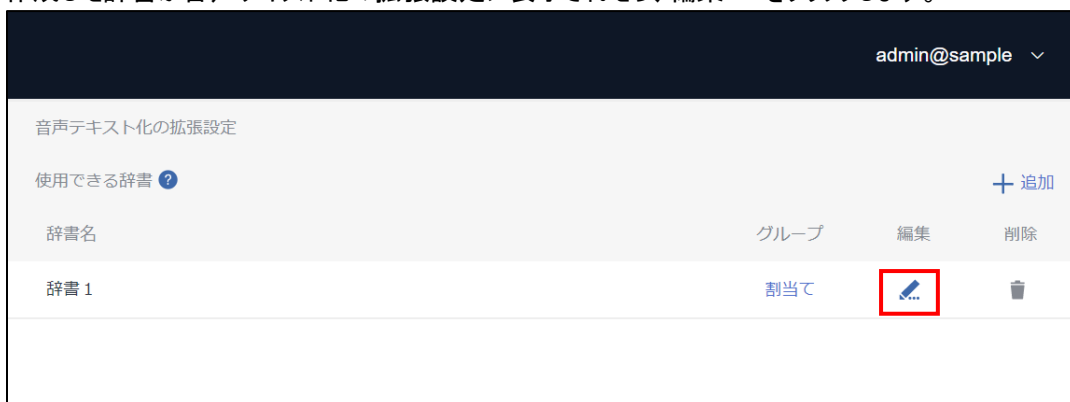 admin@sample
音声テキスト化の拡張設定
使用できる辞書 ?
追加
辞書名 グループ 編集 削除
辞書1 割当て